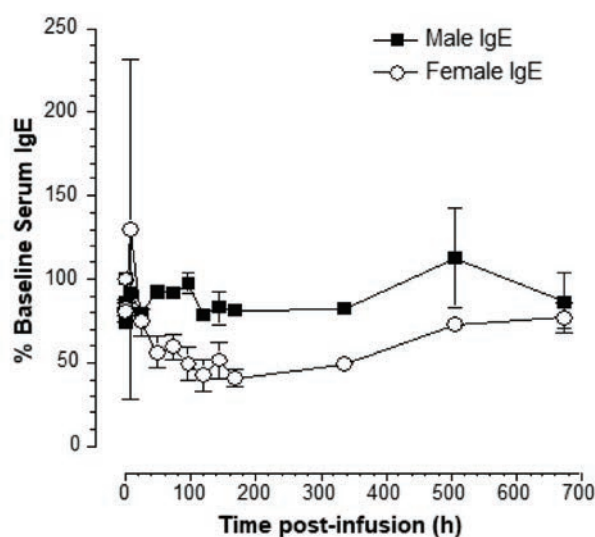 250
Male IgE
Female IgE
200
150
100
50
0
% Baseline Serum IgE
0 100 200 300 400 500 600 700
Time post-infusion (h)